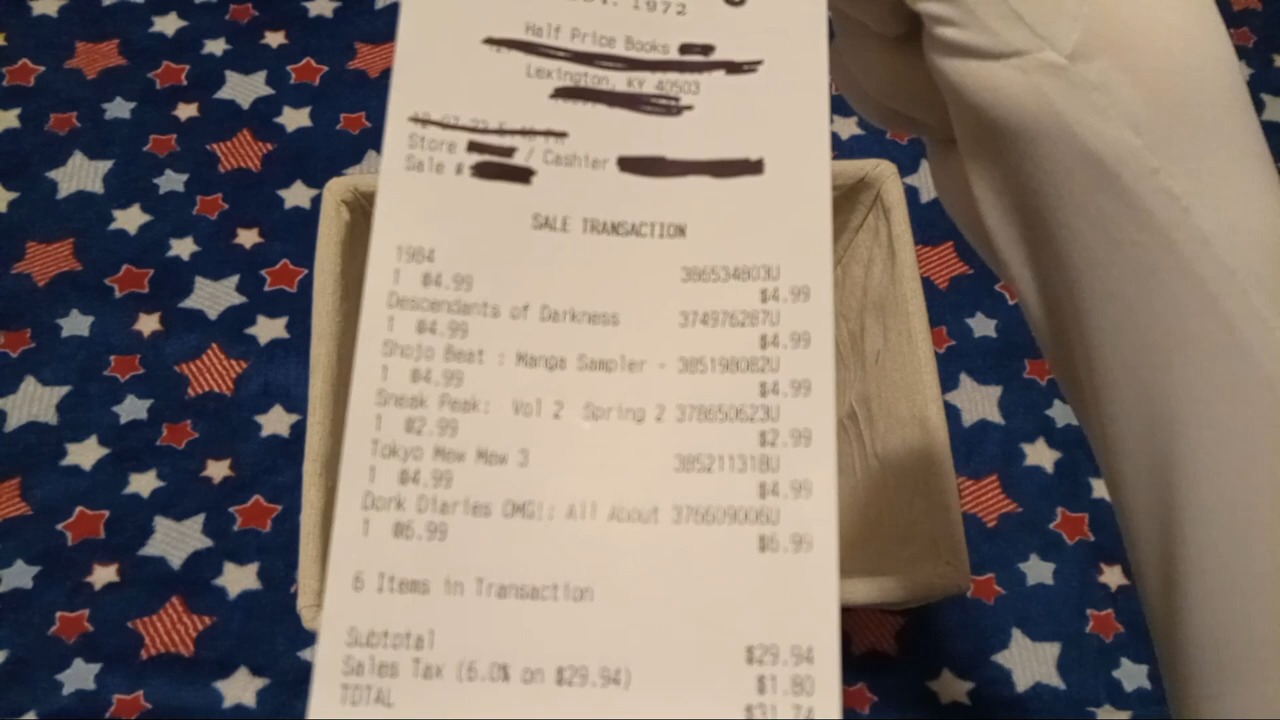 1972
Half Price Books
Lexington, KY 40503
Store / Cashier
Sale #
SALE TRANSACTION
1984 386534803U
1 @4.99 $4.99
Descendants of Darkness 374976287U
1 @4.99 $4.99
Shojo Beat : Manga Sampler - 385198082U
1 @4.99 $4.99
Sneak Peak: Vol 2 Spring 2 378650623U
1 @2.99 $2.99
Tokyo Mew Mew 3 385211318U
1 @4.99 $4.99
Dork Diaries OMG!: All About 376609006U
1 @6.99 $6.99
6 Items in Transaction
Subtotal $29.94
Sales Tax (6.0% on $29.94) $1.80
TOTAL $31.74